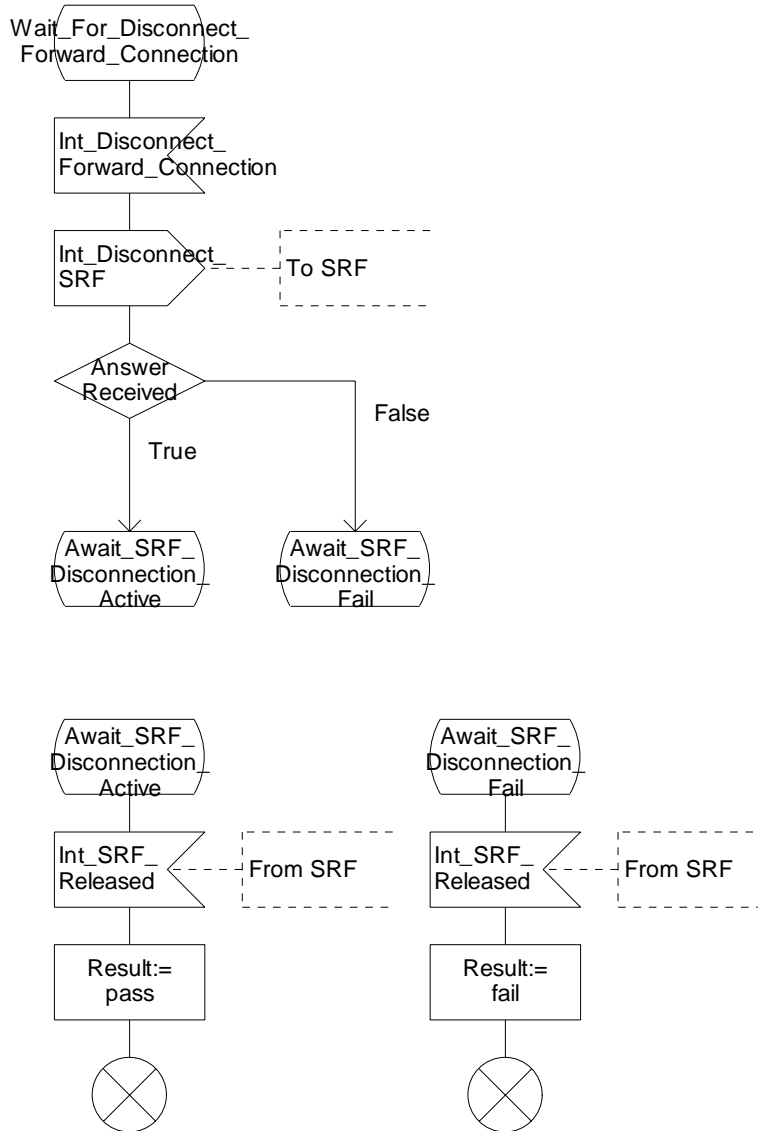 Wait_For_Disconnect_
Forward_Connection
Int_Disconnect_
Forward_Connection
Int_Disconnect_
SRF
To SRF
Answer
Received
False
True
Await_SRF_
Disconnection_
Active
Await_SRF_
Disconnection_
Fail
Await_SRF_
Disconnection_
Active
Await_SRF_
Disconnection_
Fail
Int_SRF_
Released
From SRF
Int_SRF_
Released
From SRF
Result:=
pass
Result:=
fail